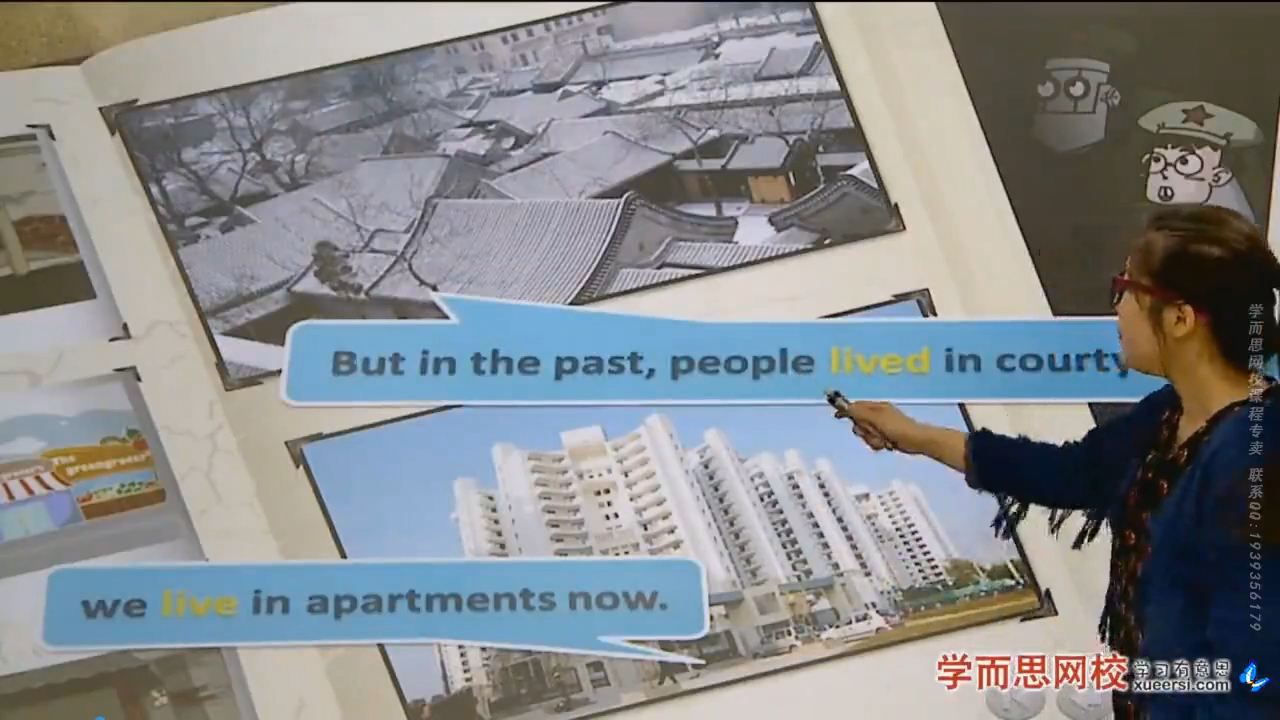 But in the past, people lived in courty
we live in apartments now.
The
greengrocer
学而思网校
学习有意思
xueersi.com
学而思网校课程专卖 联系QQ:1939356179